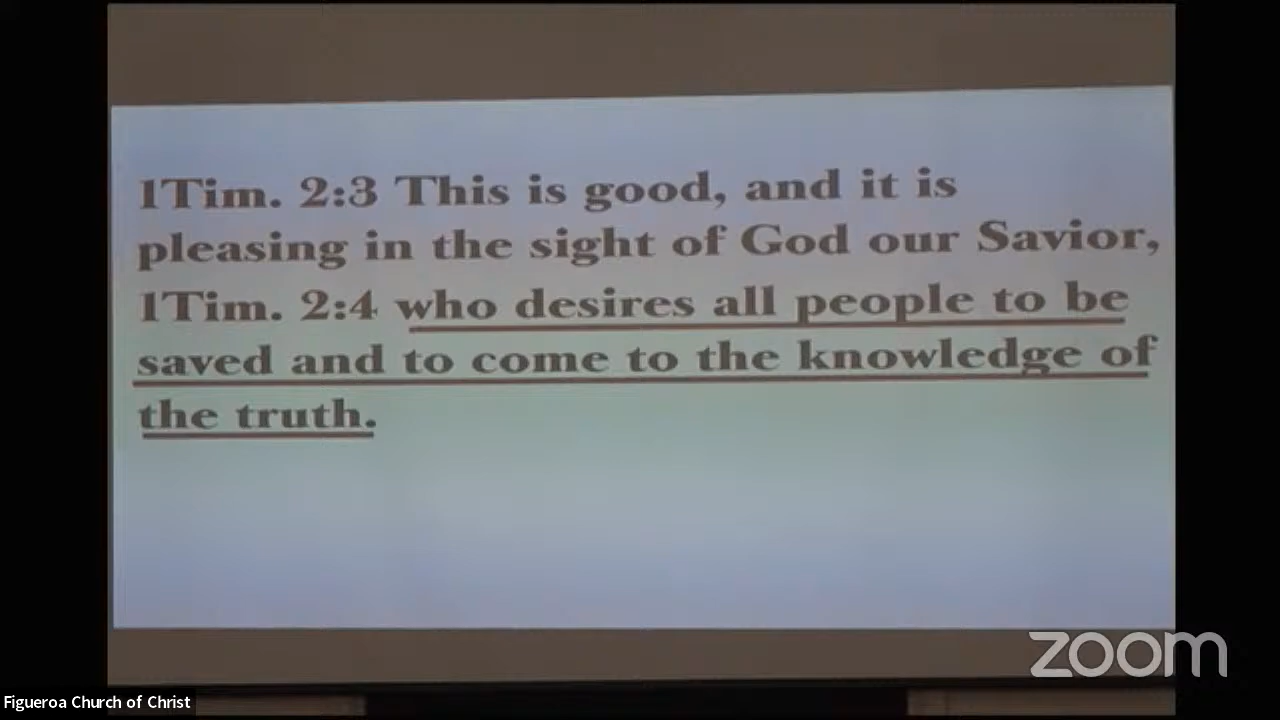 1Tim. 2:3 This is good, and it is
pleasing in the sight of God our Savior,
1Tim. 2:4 who desires all people to be
saved and to come to the knowledge of
the truth.
zoom
Figueroa Church of Christ